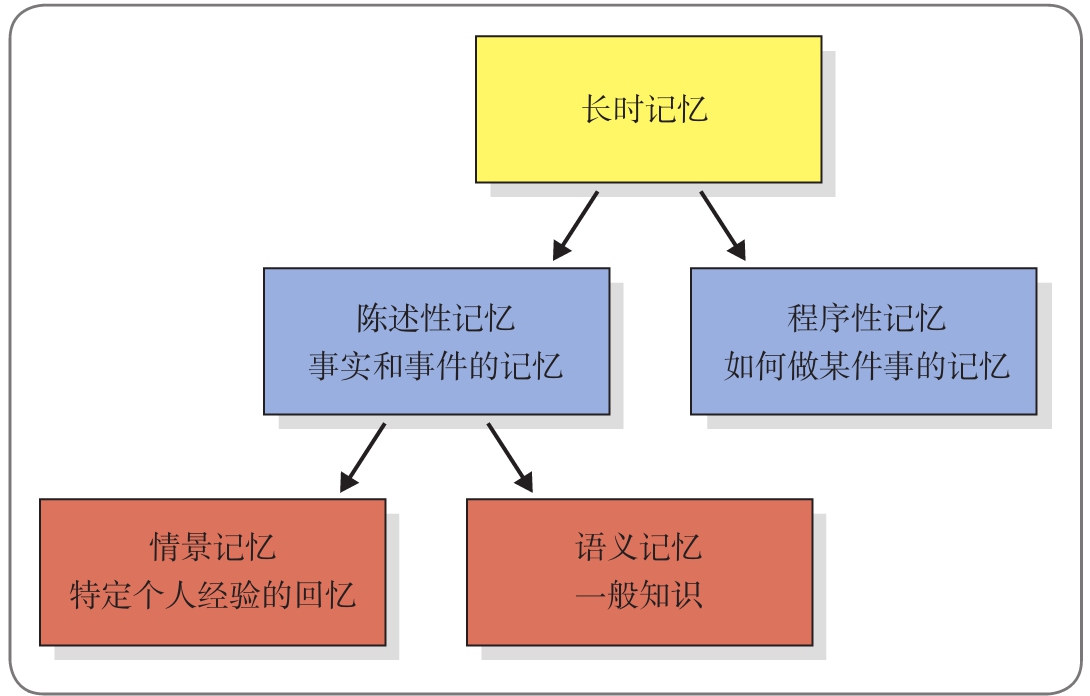 长时记忆
陈述性记忆
事实和事件的记忆
程序性记忆
如何做某件事的记忆
情景记忆
特定个人经验的回忆
语义记忆
一般知识